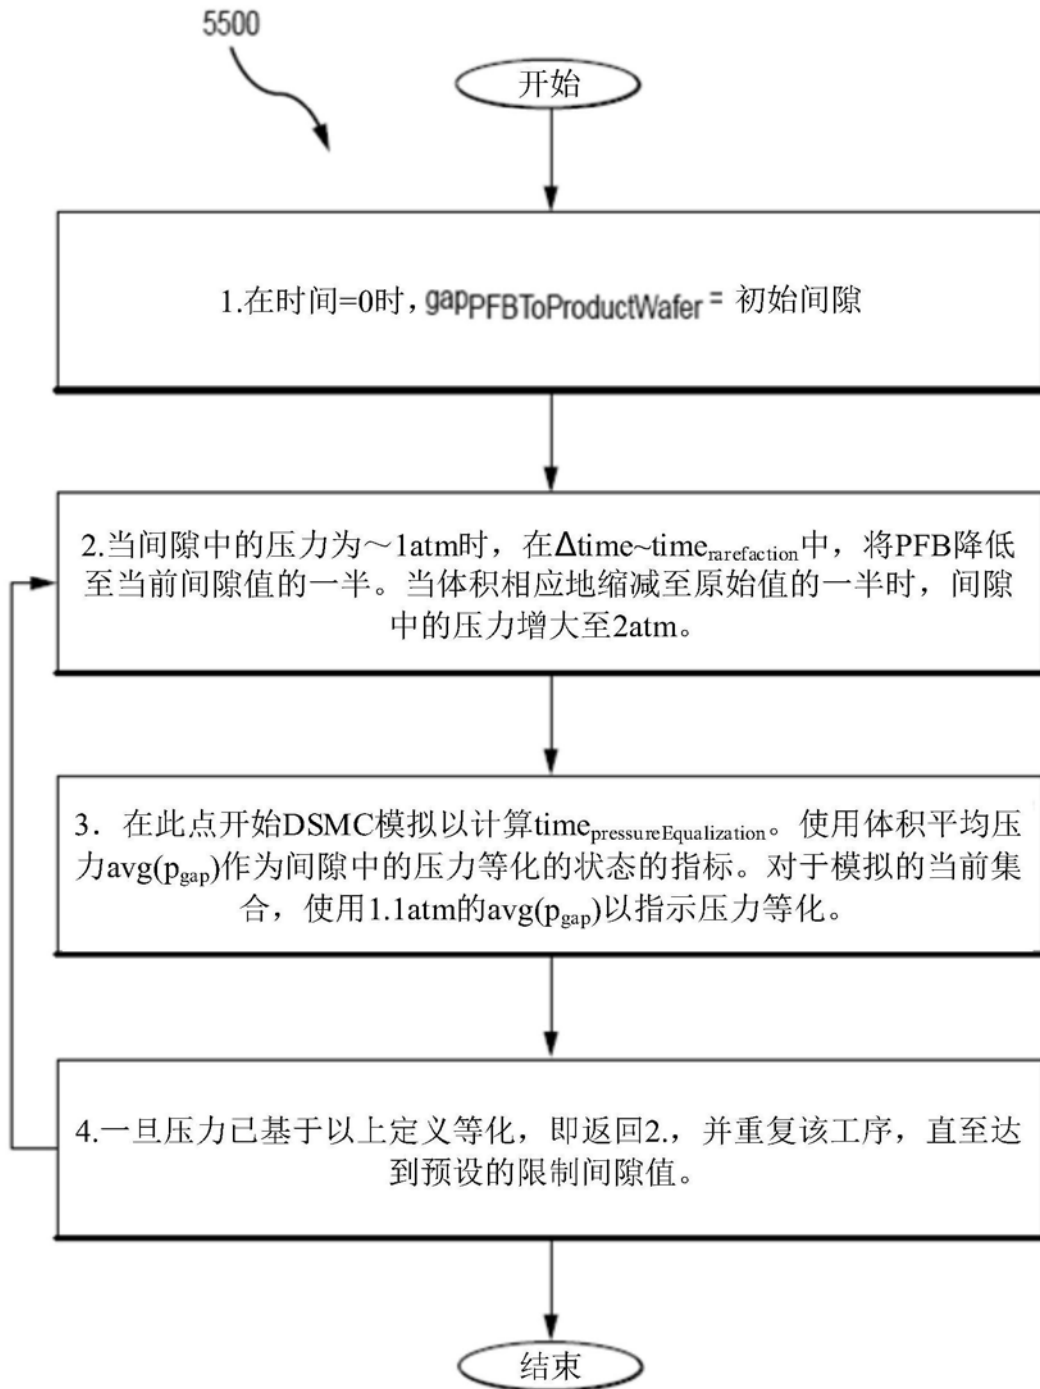 5500
开始
1.在时间=0时，gapPFBToProductWafer = 初始间隙
2.当间隙中的压力为～1atm时，在Δtime~timerarefaction中，将PFB降低
至当前间隙值的一半。当体积相应地缩减至原始值的一半时，间隙
中的压力增大至2atm。
3．在此点开始DSMC模拟以计算timepressureEqualization。使用体积平均压
力avg(pgap)作为间隙中的压力等化的状态的指标。对于模拟的当前集
合，使用1.1atm的avg(pgap)以指示压力等化。
4.一旦压力已基于以上定义等化，即返回2.，并重复该工序，直至达
到预设的限制间隙值。
结束